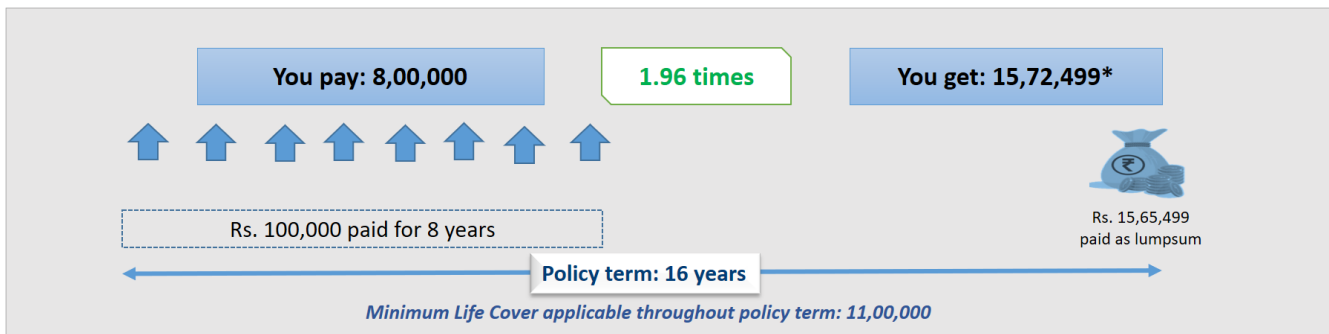 You pay: 8,00,000
1.96 times
You get: 15,72,499*
₹
Rs. 100,000 paid for 8 years
Rs. 15,65,499
paid as lumpsum
Policy term: 16 years
Minimum Life Cover applicable throughout policy term: 11,00,000